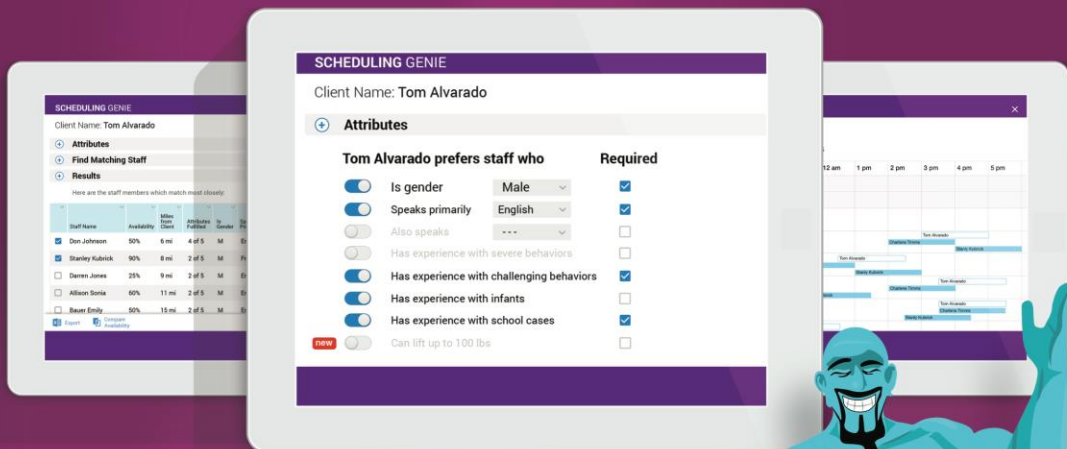 SCHEDULING GENIE
Client Name: Tom Alvarado
Attributes
Find Matching Staff
Results
Here are the staff members which match most closely:
Staff Name Availability Miles from Client Attributes Fulfilled Is Gender
Don Johnson 50% 6 mi 4 of 5 M
Stanley Kubrick 90% 8 mi 2 of 5 M
Darren Jones 25% 9 mi 2 of 5 M
Allison Sonia 60% 11 mi 2 of 5 M
Bauer Emily 50% 15 mi 2 of 5 M
Export Compare Availability
SCHEDULING GENIE
Client Name: Tom Alvarado
Attributes
Tom Alvarado prefers staff who Required
Is gender Male
Speaks primarily English
Also speaks ---
Has experience with severe behaviors
Has experience with challenging behaviors
Has experience with infants
Has experience with school cases
new Can lift up to 100 lbs
12 am 1 pm 2 pm 3 pm 4 pm 5 pm
Tom Alvarado
Charlene Timms
Stanly Kubrick
Tom Alvarado
Stanly Kubrick
Tom Alvarado
Charlene Timms
Tom Alvarado
Charlene Timms
Stanly Kubrick